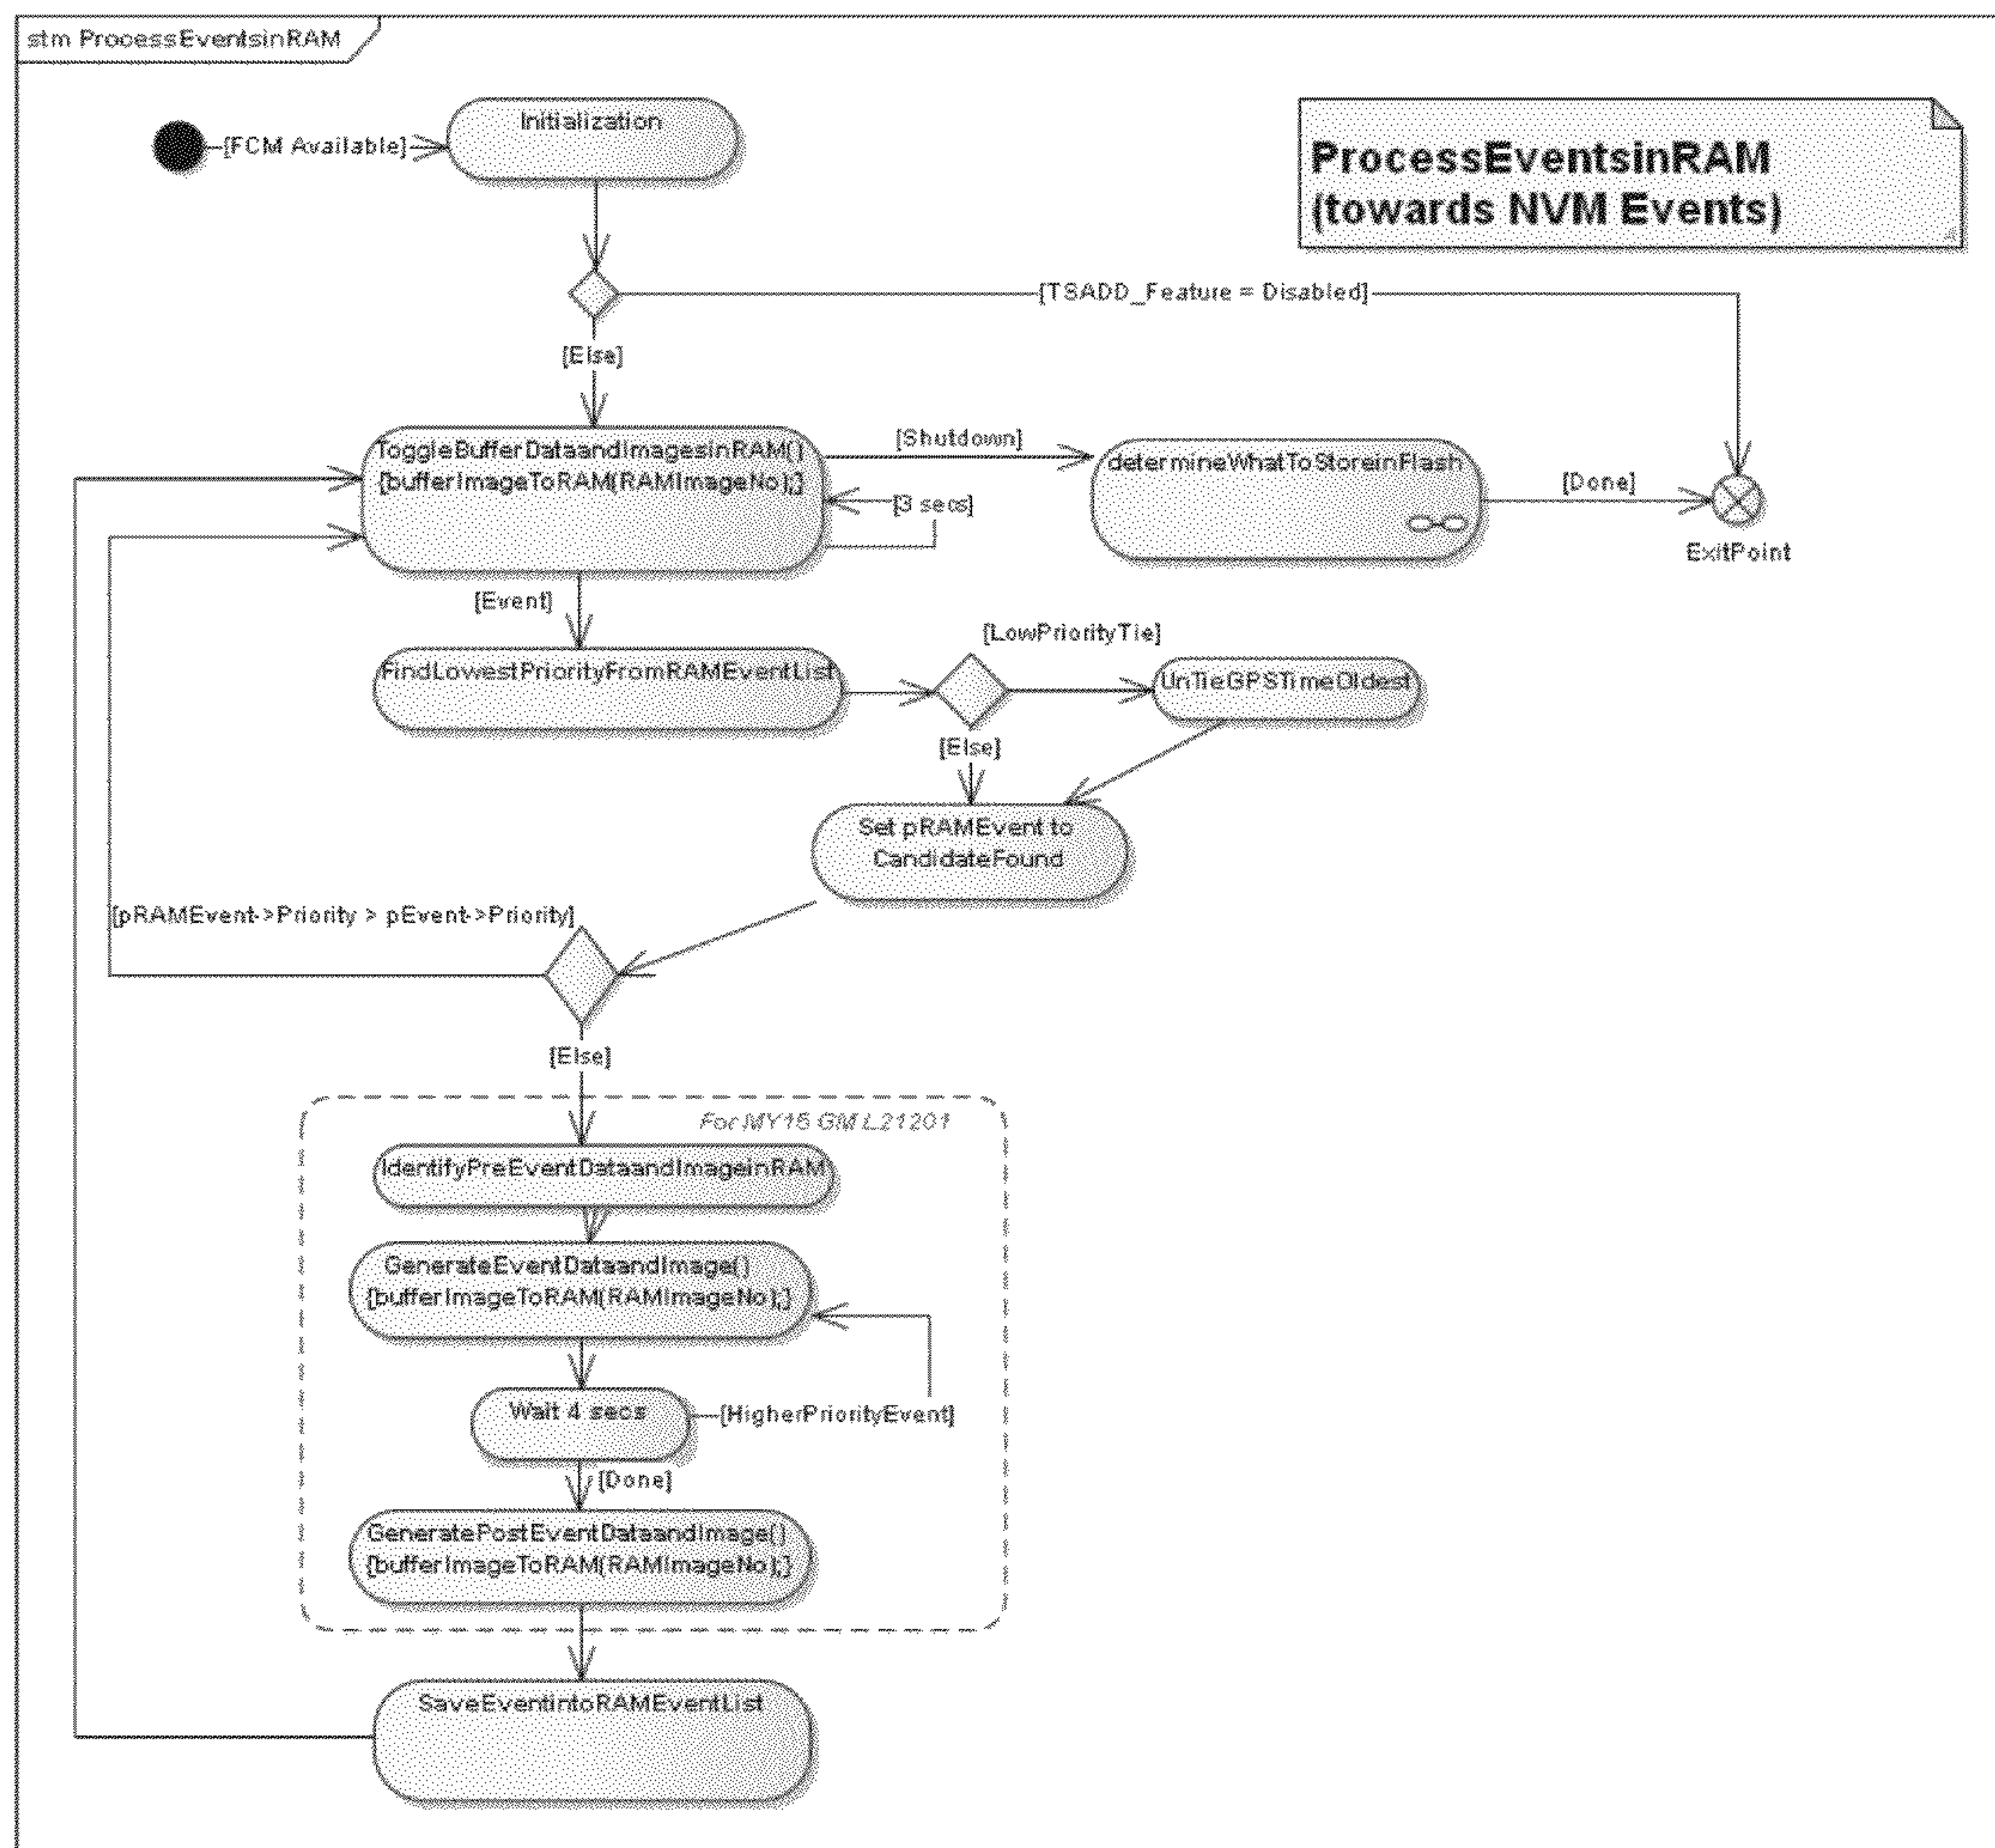 stm ProcessEventsinRAM
Initialization
[FCM Available]
ProcessEventsinRAM
(towards NVM Events)
[TSADD_Feature = Disabled]
[Else]
ToggleBufferDataandImagesinRAM()
{bufferImageToRAM(RAMImageNo);}
[Shutdown]
determineWhatToStoreinFlash
[Done]
[3 secs]
ExitPoint
[Event]
[LowPriorityTie]
FindLowestPriorityFromRAMEventList
UnTieGPSTimeOldest
[Else]
Set pRAMEvent to
CandidateFound
[pRAMEvent->Priority > pEvent->Priority]
[Else]
For MY16 GM L21201
IdentifyPreEventDataandImageinRAM
GenerateEventDataandImage()
{bufferImageToRAM(RAMImageNo);}
Wait 4 secs
[HigherPriorityEvent]
[Done]
GeneratePostEventDataandImage()
{bufferImageToRAM(RAMImageNo);}
SaveEventintoRAMEventList